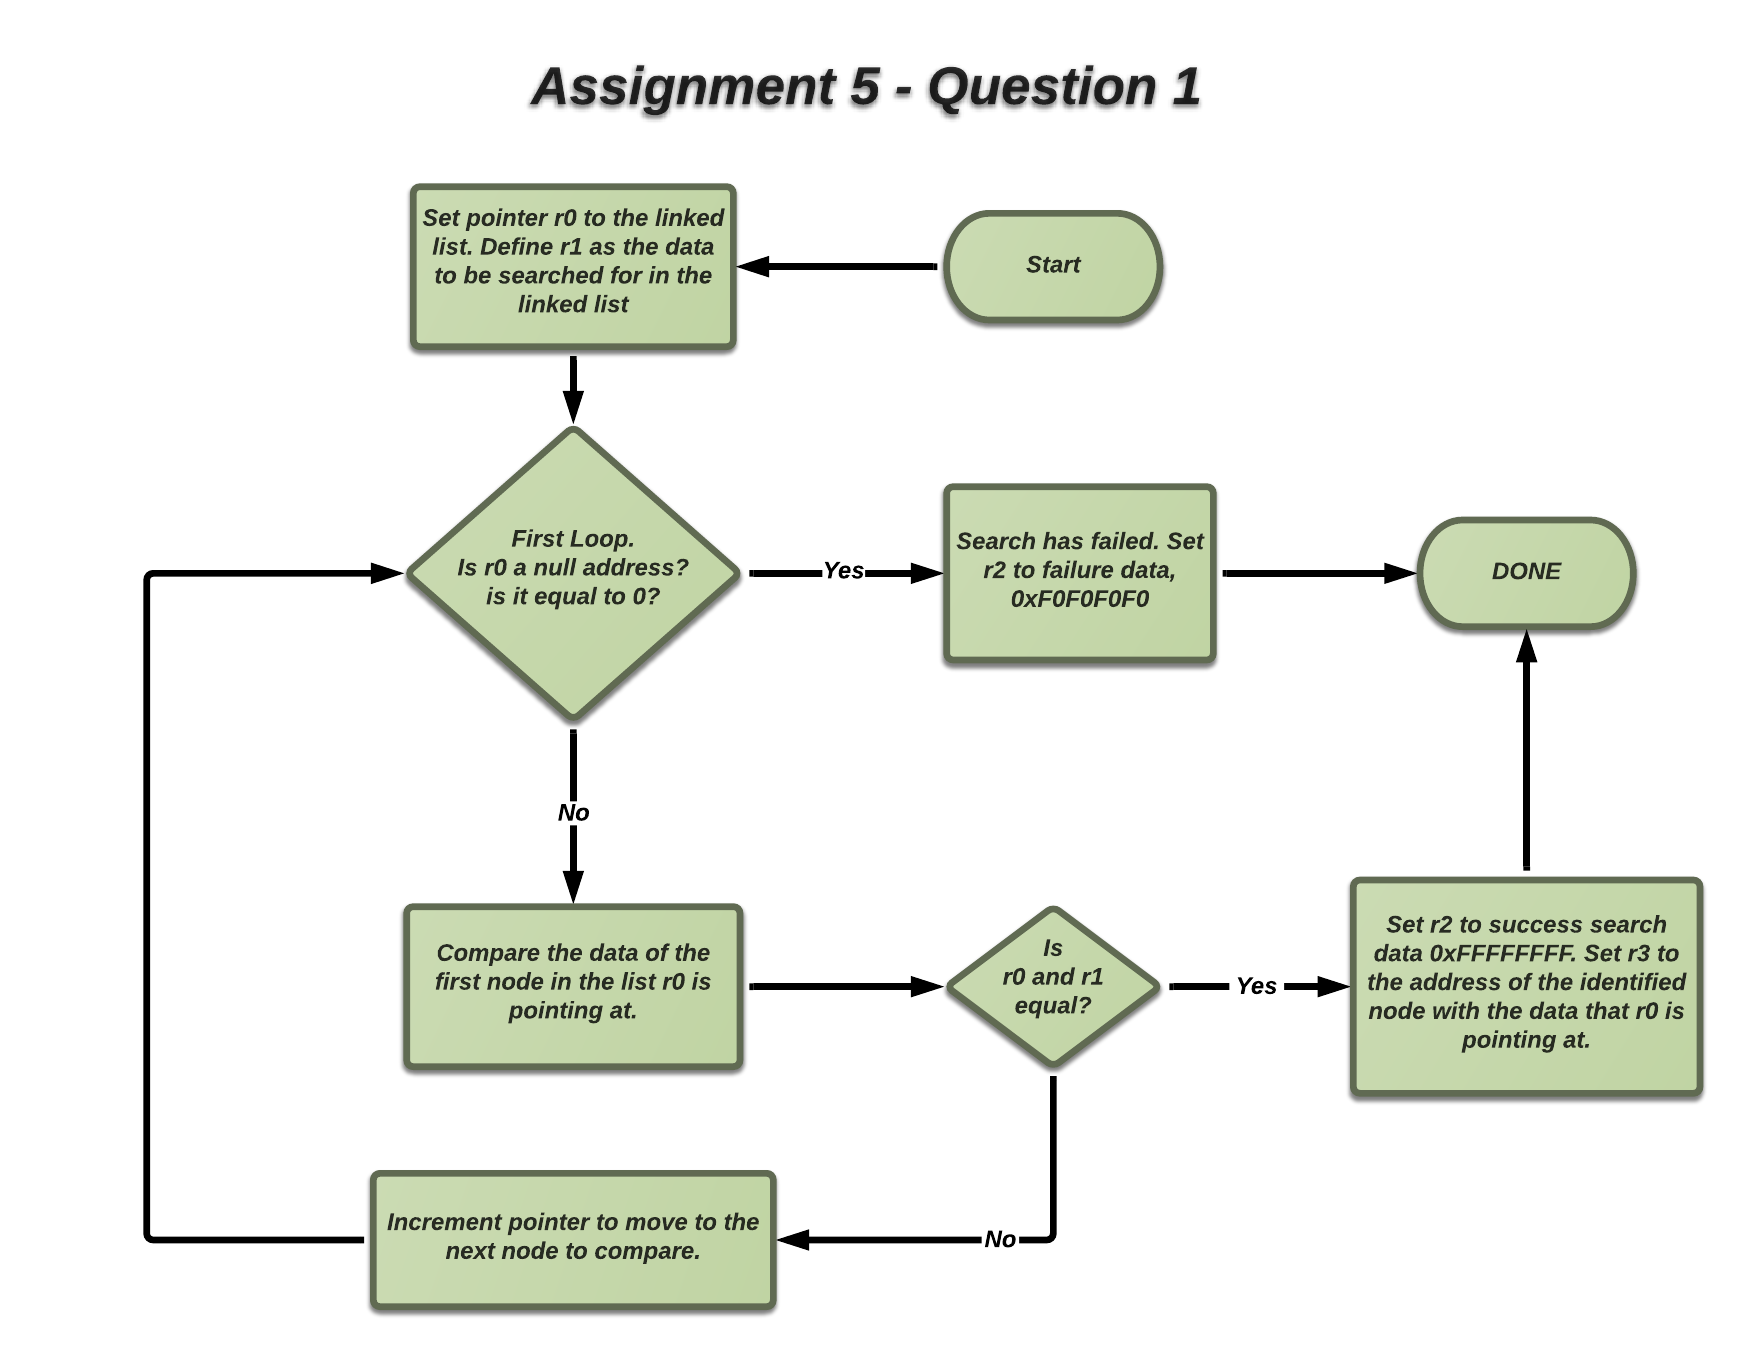 Assignment 5 - Question 1
Start
Set pointer r0 to the linked
list. Define r1 as the data
to be searched for in the
linked list
First Loop.
Is r0 a null address?
is it equal to 0?
Yes
Search has failed. Set
r2 to failure data,
0xF0F0F0F0
DONE
No
Compare the data of the
first node in the list r0 is
pointing at.
Is
r0 and r1
equal?
Yes
Set r2 to success search
data 0xFFFFFFFF. Set r3 to
the address of the identified
node with the data that r0 is
pointing at.
No
Increment pointer to move to the
next node to compare.